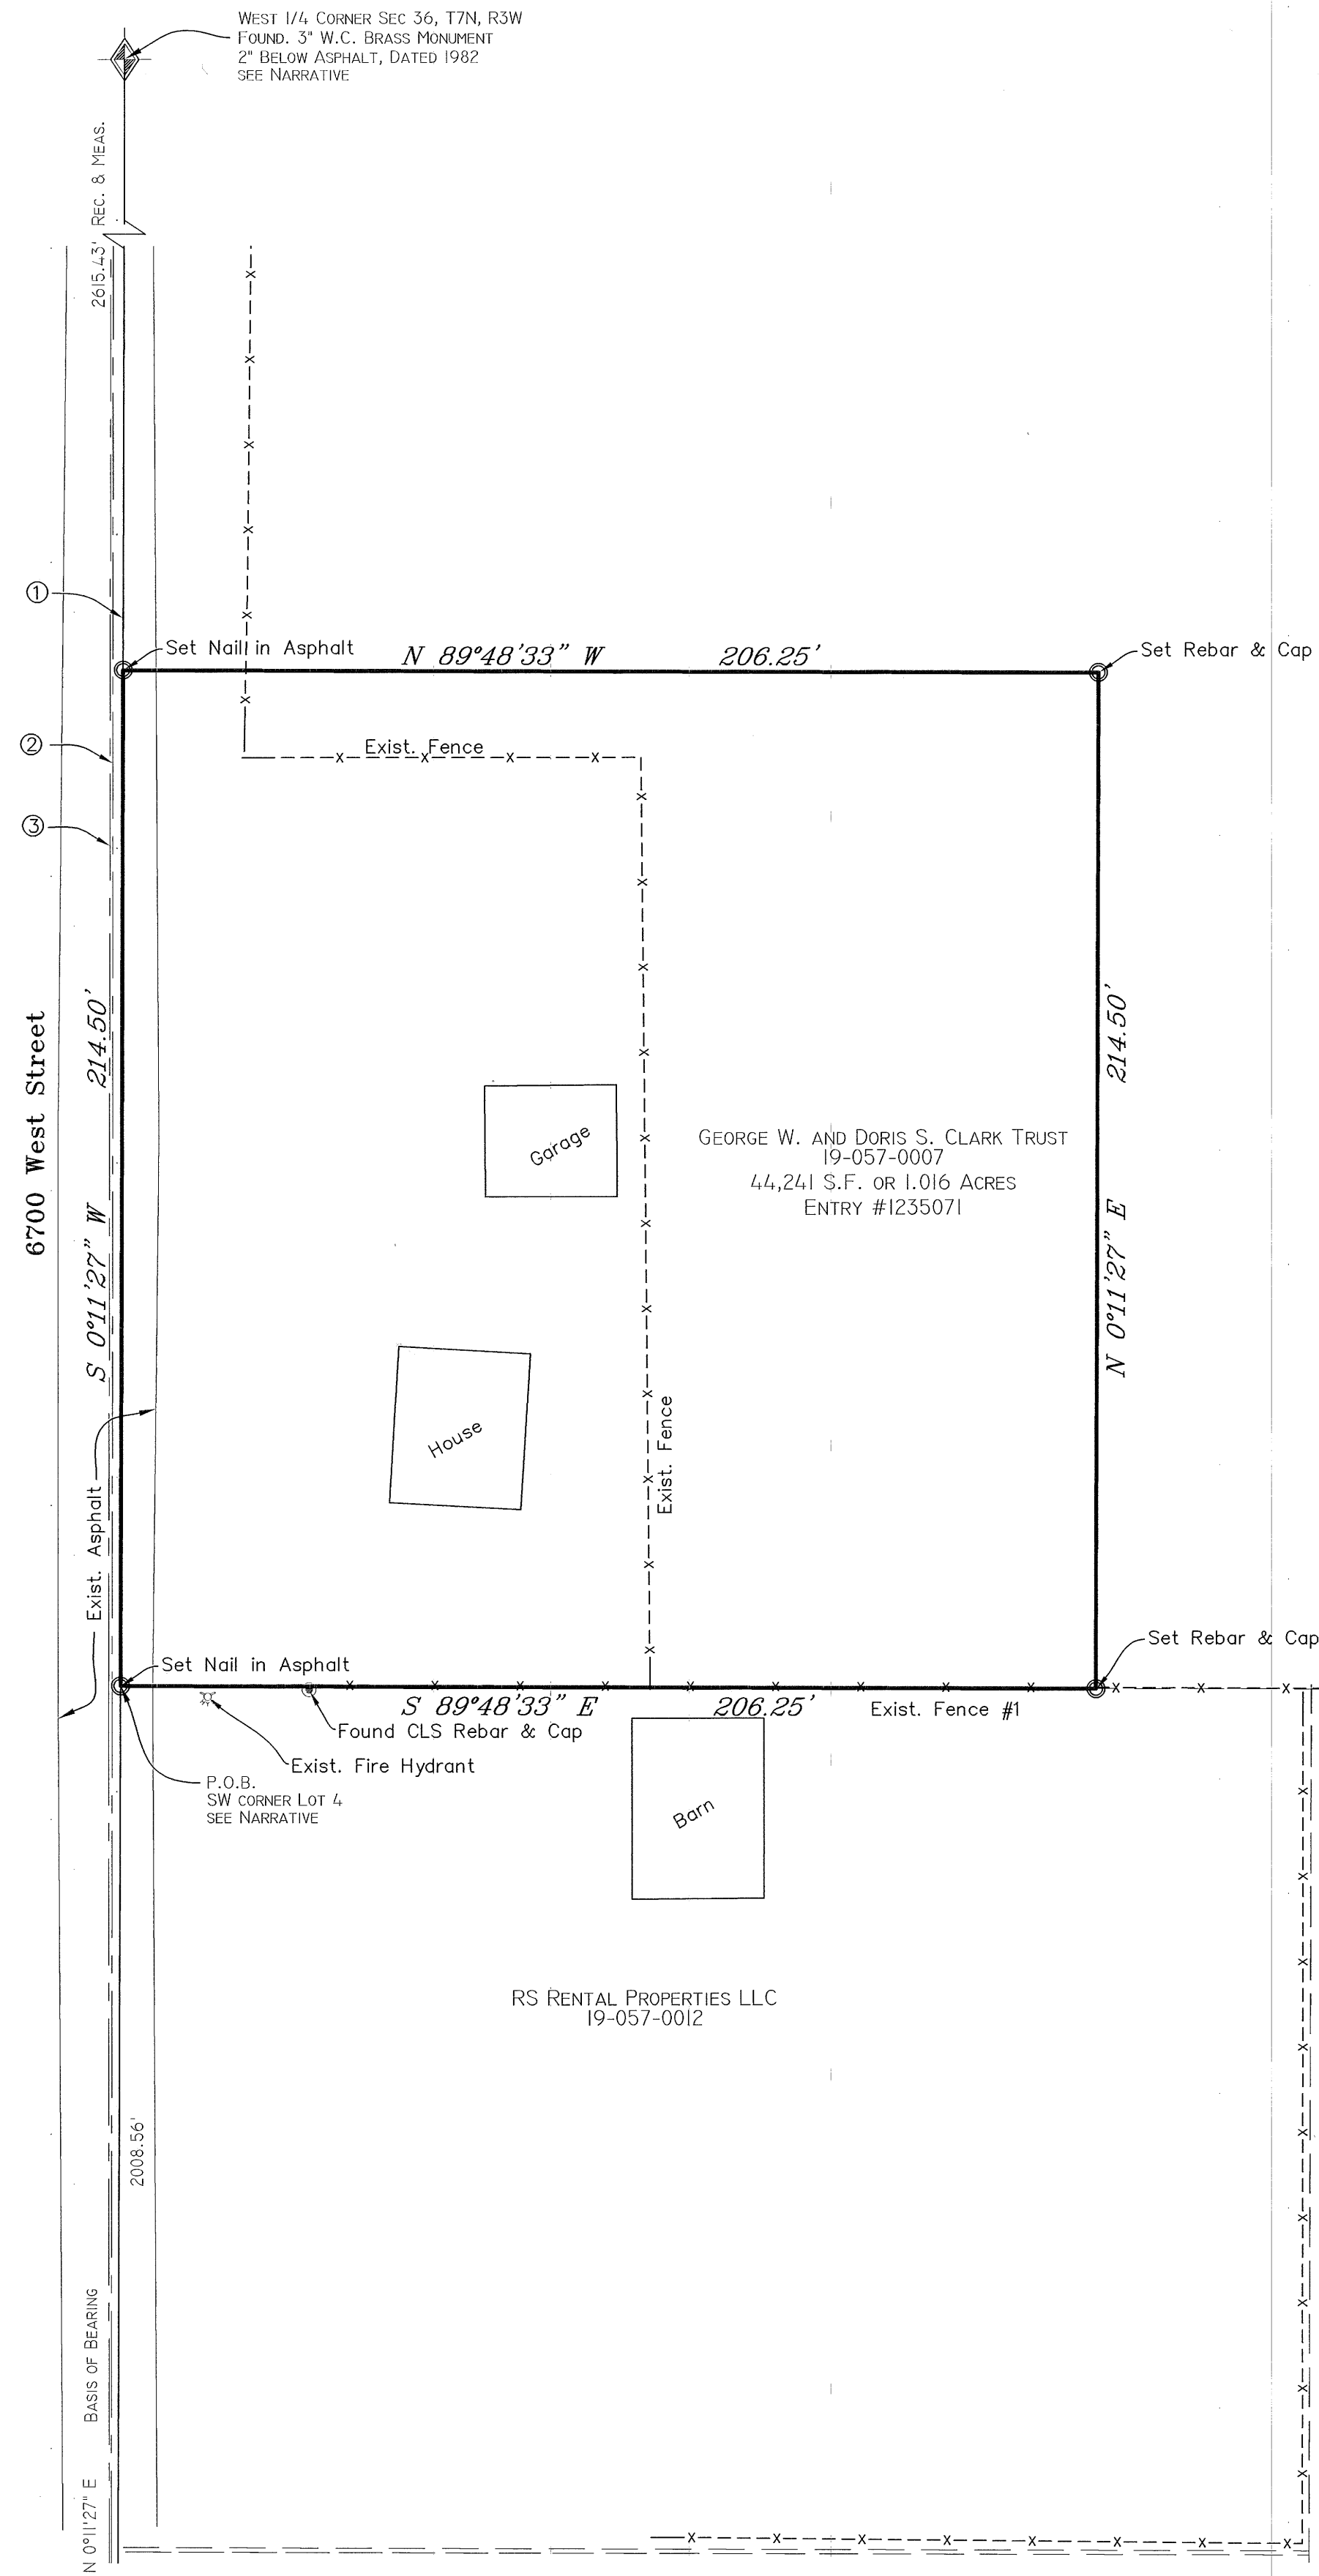 WEST 1/4 CORNER SEC 36, T7N, R3W
FOUND. 3" W.C. BRASS MONUMENT
2" BELOW ASPHALT, DATED 1982
SEE NARRATIVE
2615.43' REC. & MEAS.
1
Set Nail in Asphalt
N 89°48'33" W 206.25'
Set Rebar & Cap
2
Exist. Fence
3
6700 West Street
S 0°11'27" W 214.50'
N 0°11'27" E 214.50'
Garage
GEORGE W. AND DORIS S. CLARK TRUST
19-057-0007
44,241 S.F. OR 1.016 ACRES
ENTRY #1235071
House
Exist. Fence
Exist. Asphalt
Set Rebar & Cap
Set Nail in Asphalt
S 89°48'33" E 206.25'
Exist. Fence #1
Found CLS Rebar & Cap
Exist. Fire Hydrant
P.O.B.
SW CORNER LOT 4
SEE NARRATIVE
Barn
RS RENTAL PROPERTIES LLC
19-057-0012
2008.56'
N 0°11'27" E BASIS OF BEARING